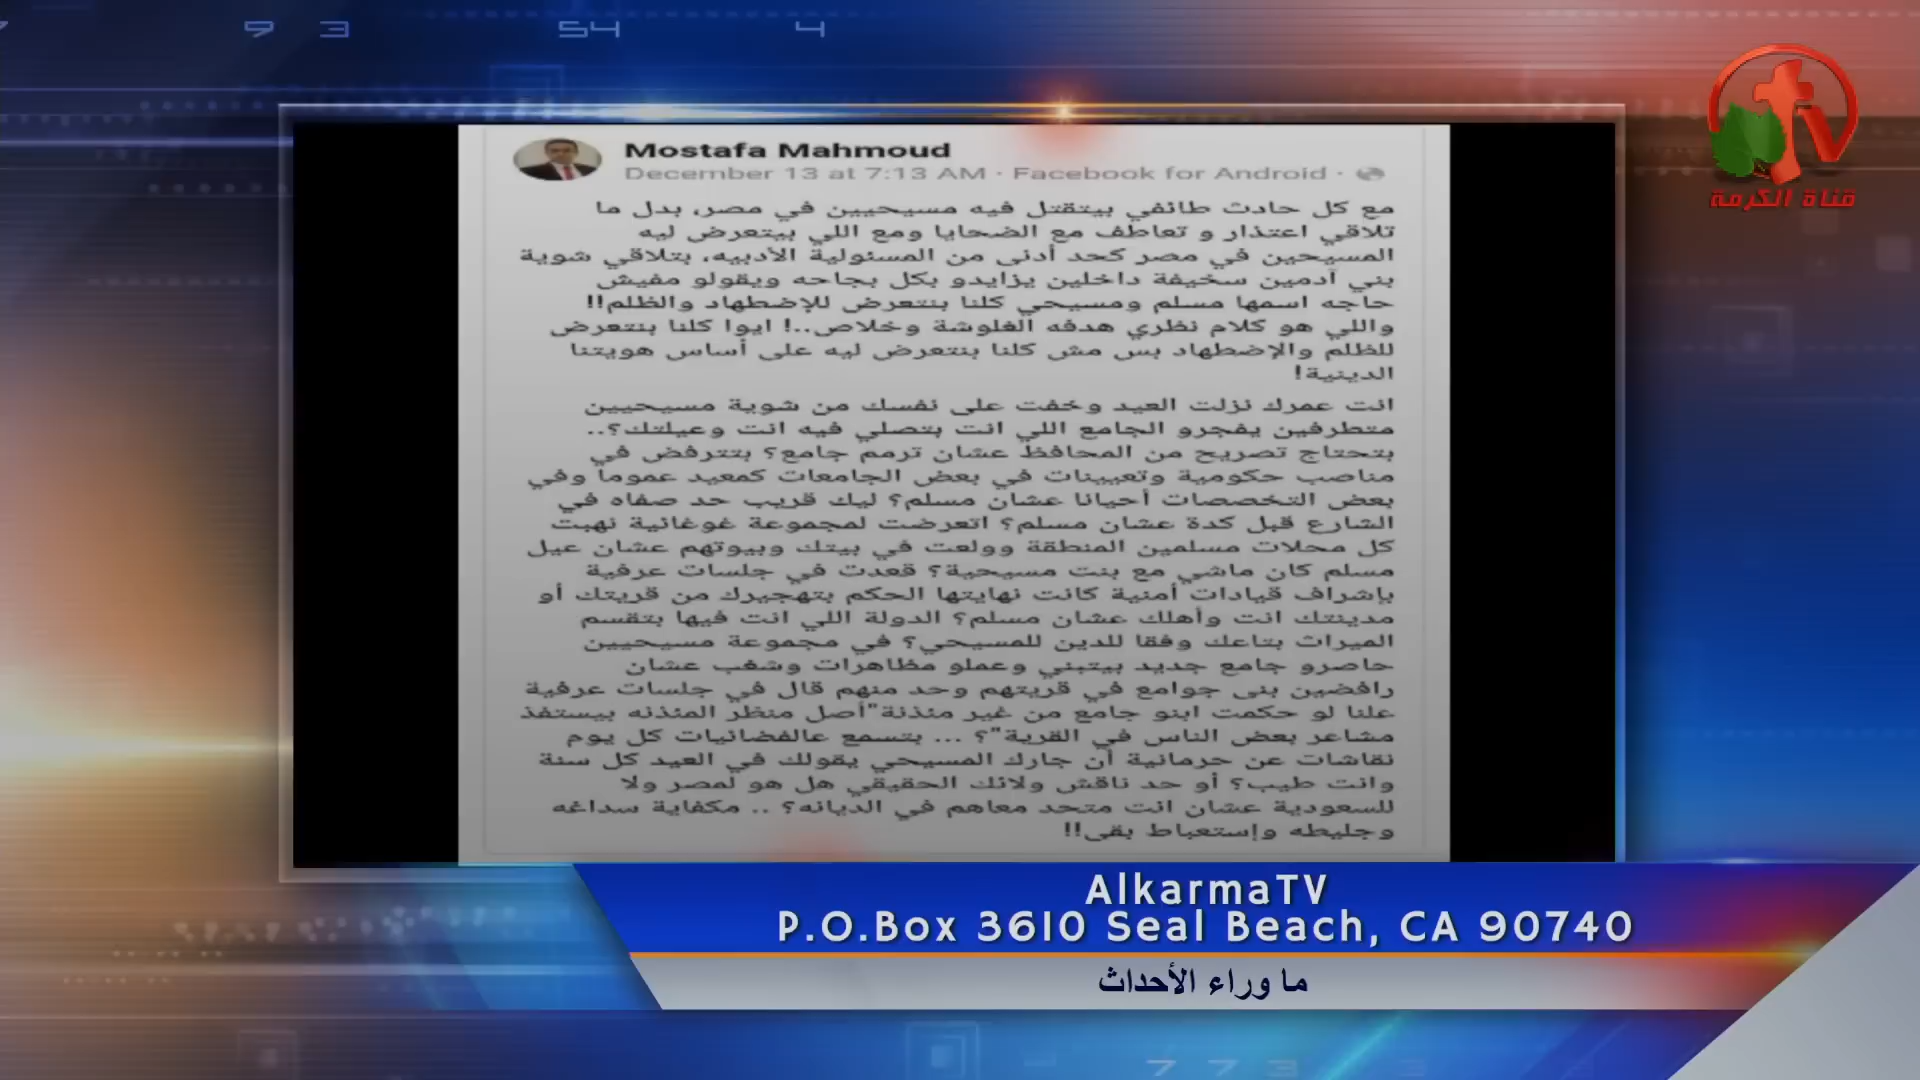 9 3 54 4
tv
قناة الكرمة
Mostafa Mahmoud
December 13 at 7:13 AM · Facebook for Android ·
مع كل حادث طائفي بيتقتل فيه مسيحيين في مصر، بدل ما
تلاقي اعتذار و تعاطف مع الضحايا ومع اللي بيتعرض ليه
المسيحين في مصر كحد أدنى من المسئولية الأدبيه، بتلاقي شوية
بني آدمين سخيفة داخلين يزايدو بكل بجاحه ويقولو مفيش
حاجه اسمها مسلم ومسيحي كلنا بنتعرض للإضطهاد والظلم!!
واللي هو كلام نظري هدفه الغلوشة وخلاص..! ايوا كلنا بنتعرض
للظلم والإضطهاد بس مش كلنا بنتعرض ليه على أساس هويتنا
الدينية!
انت عمرك نزلت العيد وخفت على نفسك من شوية مسيحيين
متطرفين يفجرو الجامع اللي انت بتصلي فيه انت وعيلتك؟..
بتحتاج تصريح من المحافظ عشان ترمم جامع؟ بتترفض في
مناصب حكومية وتعيينات في بعض الجامعات كمعيد عموما وفي
بعض التخصصات أحيانا عشان مسلم؟ ليك قريب حد صفاه في
الشارع قبل كدة عشان مسلم؟ اتعرضت لمجموعة غوغائية نهبت
كل محلات مسلمين المنطقة وولعت في بيتك وبيوتهم عشان عيل
مسلم كان ماشي مع بنت مسيحية؟ قعدت في جلسات عرفية
بإشراف قيادات أمنية كانت نهايتها الحكم بتهجيرك من قريتك أو
مدينتك انت وأهلك عشان مسلم؟ الدولة اللي انت فيها بتقسم
الميراث بتاعك وفقا للدين للمسيحي؟ في مجموعة مسيحيين
حاصرو جامع جديد بيتبني وعملو مظاهرات وشغب عشان
رافضين بنى جوامع في قريتهم وحد منهم قال في جلسات عرفية
علنا لو حكمت ابنو جامع من غير مئذنة"أصل منظر المئذنه بيستفذ
مشاعر بعض الناس في القرية"؟ ... بتسمع عالفضائيات كل يوم
نقاشات عن حرمانية أن جارك المسيحي يقولك في العيد كل سنة
وانت طيب؟ أو حد ناقش ولائك الحقيقي هل هو لمصر ولا
للسعودية عشان انت متحد معاهم في الديانه؟ .. مكفاية سداغه
وجليطه وإستعباط بقى!!
AlkarmaTV
P.O.Box 3610 Seal Beach, CA 90740
ما وراء الأحداث
7 7 3 3